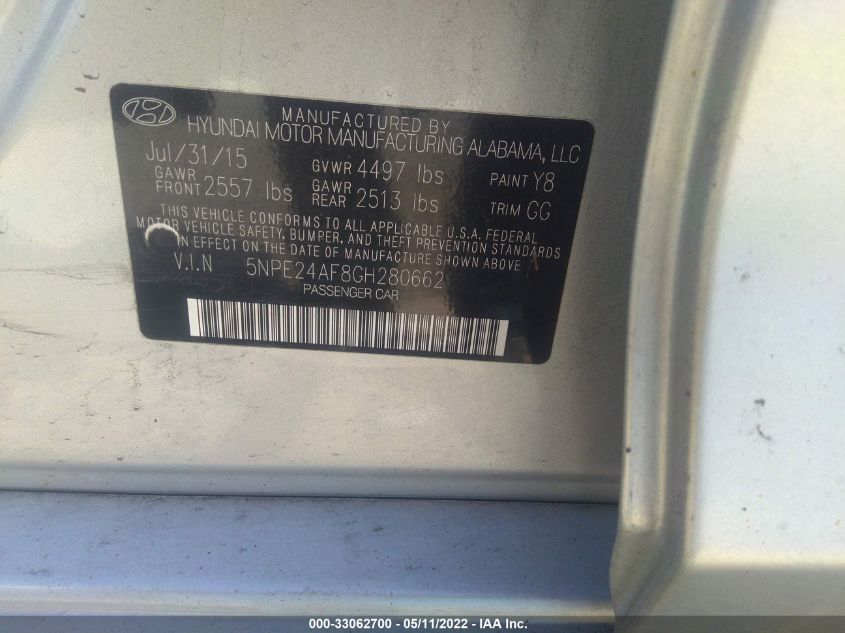 MANUFACTURED BY
HYUNDAI MOTOR MANUFACTURING ALABAMA, LLC
Jul/31/15 GVWR 4497 lbs PAINT Y8
GAWR FRONT 2557 lbs GAWR REAR 2513 lbs TRIM GG
THIS VEHICLE CONFORMS TO ALL APPLICABLE U.S.A. FEDERAL
MOTOR VEHICLE SAFETY, BUMPER, AND THEFT PREVENTION STANDARDS
IN EFFECT ON THE DATE OF MANUFACTURE SHOWN ABOVE.
V.I.N 5NPE24AF8GH280662
PASSENGER CAR
000-33062700 - 05/11/2022 - IAA Inc.